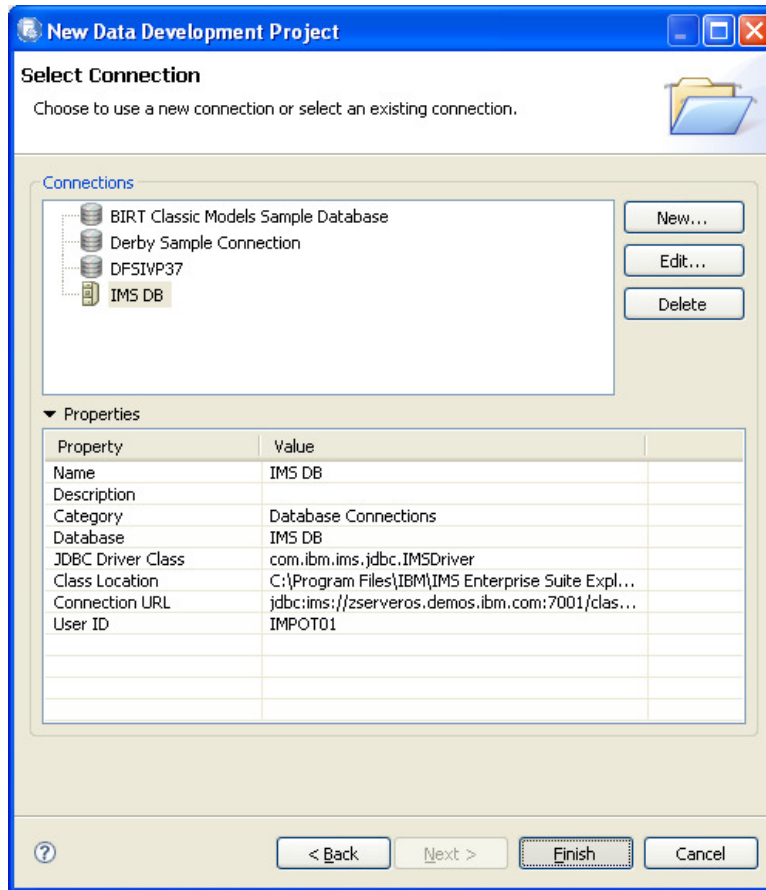 New Data Development Project
Select Connection
Choose to use a new connection or select an existing connection.
Connections
BIRT Classic Models Sample Database
Derby Sample Connection
DFSIVP37
IMS DB
New...
Edit...
Delete
Properties
Property Value
Name IMS DB
Description
Category Database Connections
Database IMS DB
JDBC Driver Class com.ibm.ims.jdbc.IMSDriver
Class Location C:\Program Files\IBM\IMS Enterprise Suite Expl...
Connection URL jdbc:ims://zserveros.demos.ibm.com:7001/clas...
User ID IMPOT01
? < Back Next > Finish Cancel